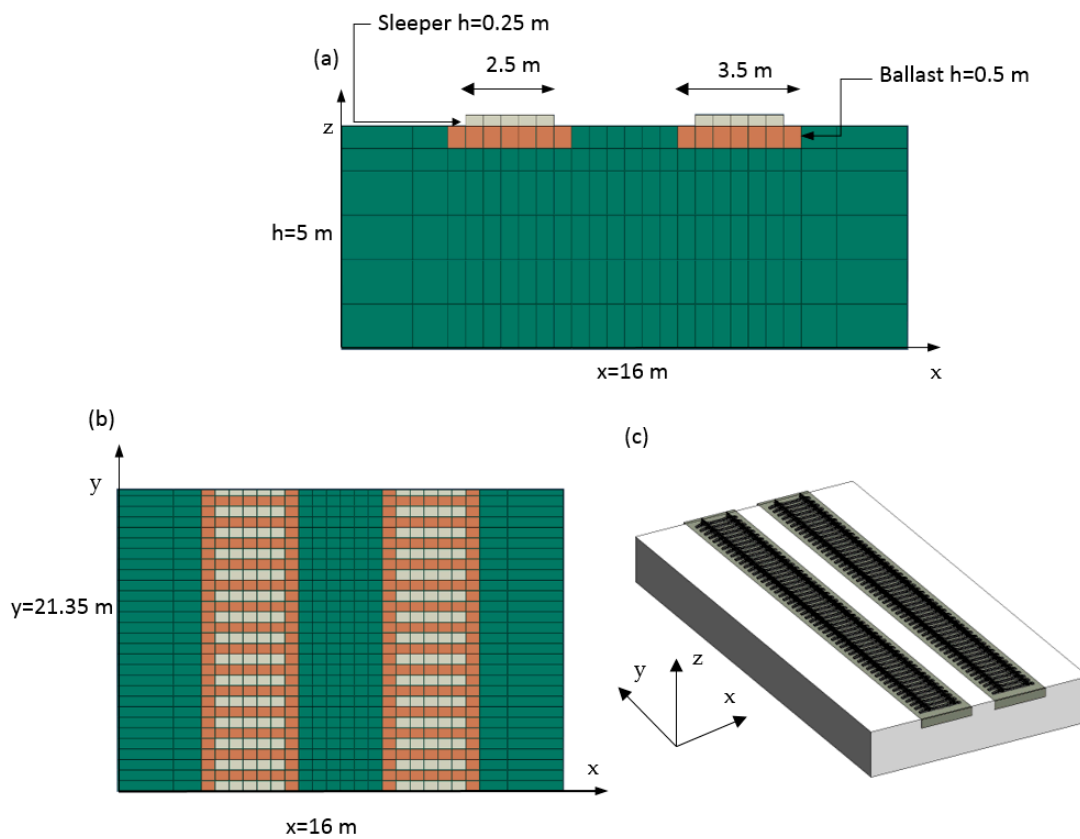 Sleeper h=0.25 m
(a)
2.5 m
3.5 m
Ballast h=0.5 m
z
h=5 m
x=16 m
x
(b)
(c)
y
y=21.35 m
x
x=16 m
y
z
x